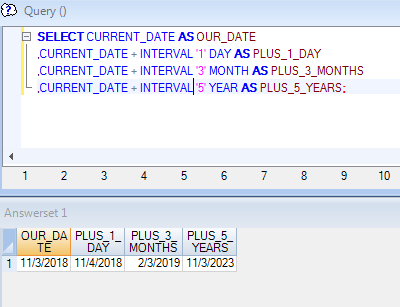 Query ()
SELECT CURRENT_DATE AS OUR_DATE
,CURRENT_DATE + INTERVAL '1' DAY AS PLUS_1_DAY
,CURRENT_DATE + INTERVAL '3' MONTH AS PLUS_3_MONTHS
,CURRENT_DATE + INTERVAL '5' YEAR AS PLUS_5_YEARS;
1 2 3 4 5 6 7 8 9 10
Answerset 1
OUR_DA
TE PLUS_1_
DAY PLUS_3_
MONTHS PLUS_5_
YEARS
1 11/3/2018 11/4/2018 2/3/2019 11/3/2023